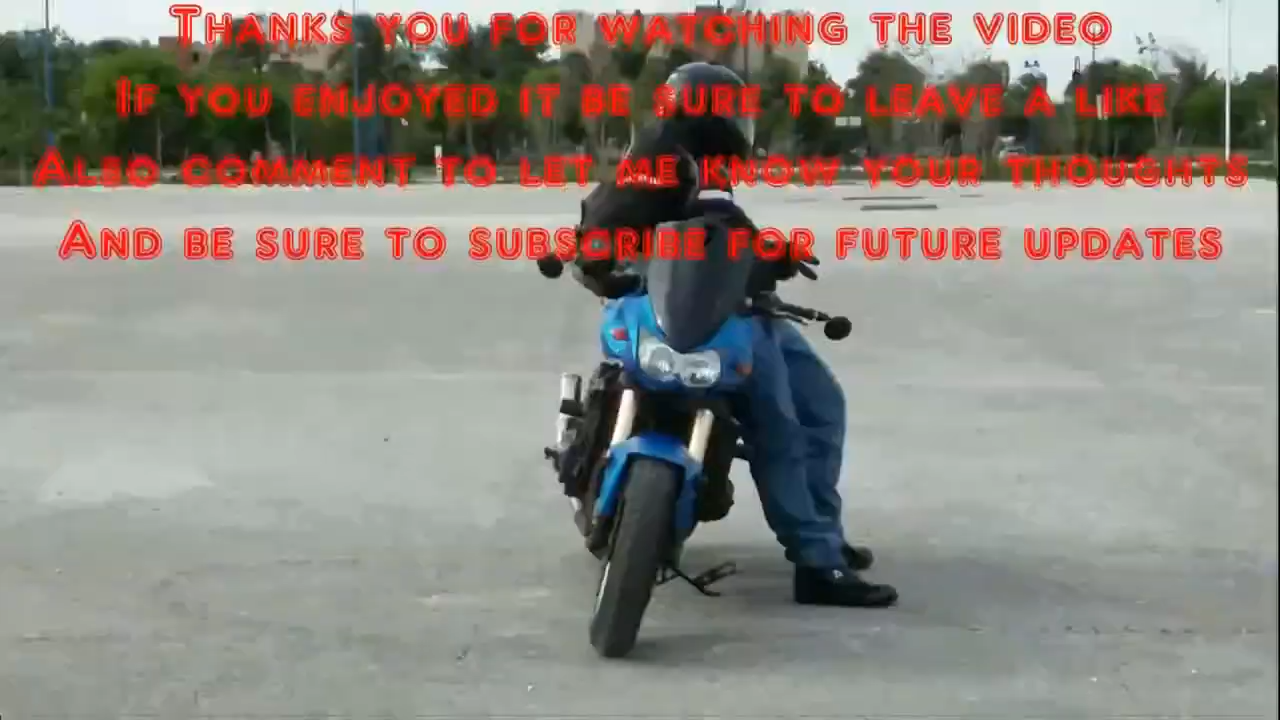 Thanks you for watching the video
If you enjoyed it be sure to leave a like
Also comment to let me know your thoughts
And be sure to subscribe for future updates